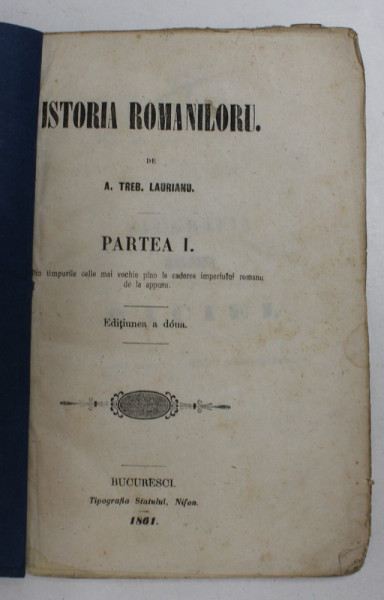 ISTORIA ROMANILORU.
DE
A. TREB. LAURIANU.
PARTEA I.
Din timpurile celle mai vechie pino la caderea imperiului romanu
de la appusu.
Edițiunea a dóua.
BUCURESCI.
Tipografia Statului, Nifon.
1861.